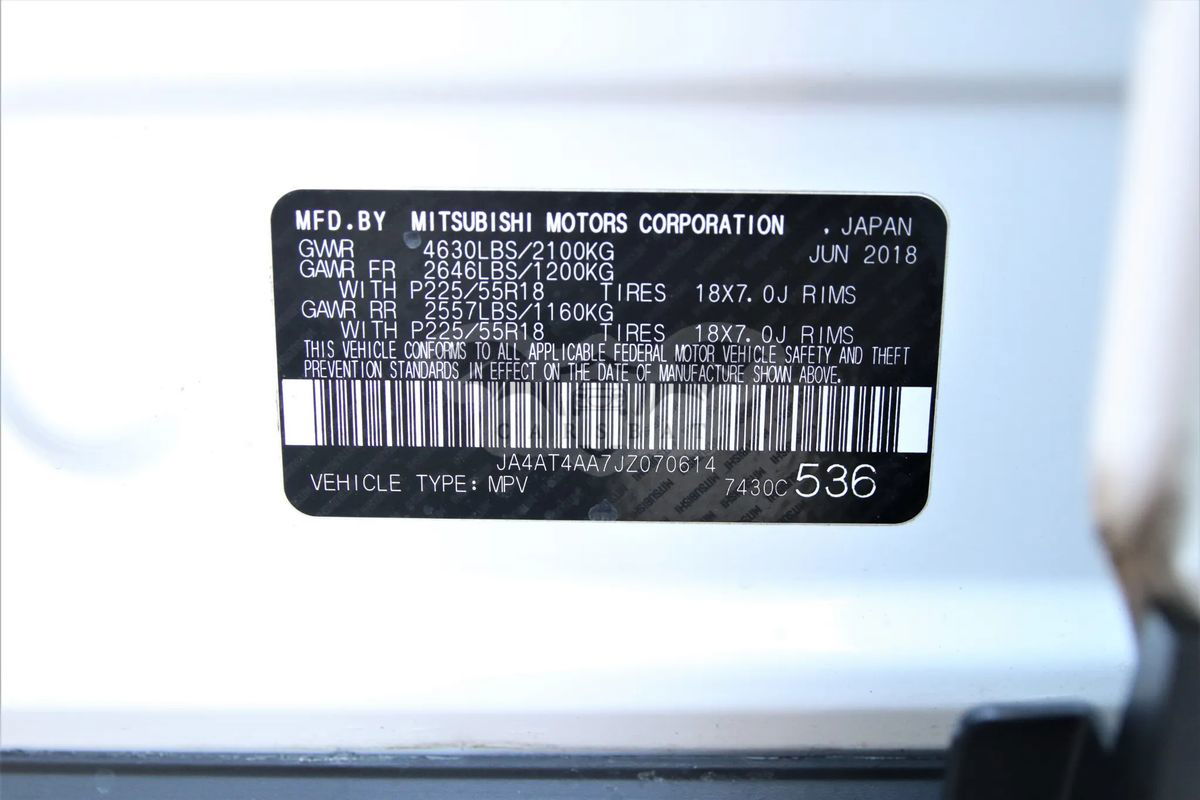 MFD.BY MITSUBISHI MOTORS CORPORATION , JAPAN
GVWR 4630LBS/2100KG JUN 2018
GAWR FR 2646LBS/1200KG
WITH P225/55R18 TIRES 18X7.0J RIMS
GAWR RR 2557LBS/1160KG
WITH P225/55R18 TIRES 18X7.0J RIMS
THIS VEHICLE CONFORMS TO ALL APPLICABLE FEDERAL MOTOR VEHICLE SAFETY AND THEFT
PREVENTION STANDARDS IN EFFECT ON THE DATE OF MANUFACTURE SHOWN ABOVE.
JA4AT4AA7JZ070614
VEHICLE TYPE: MPV 7430C 536